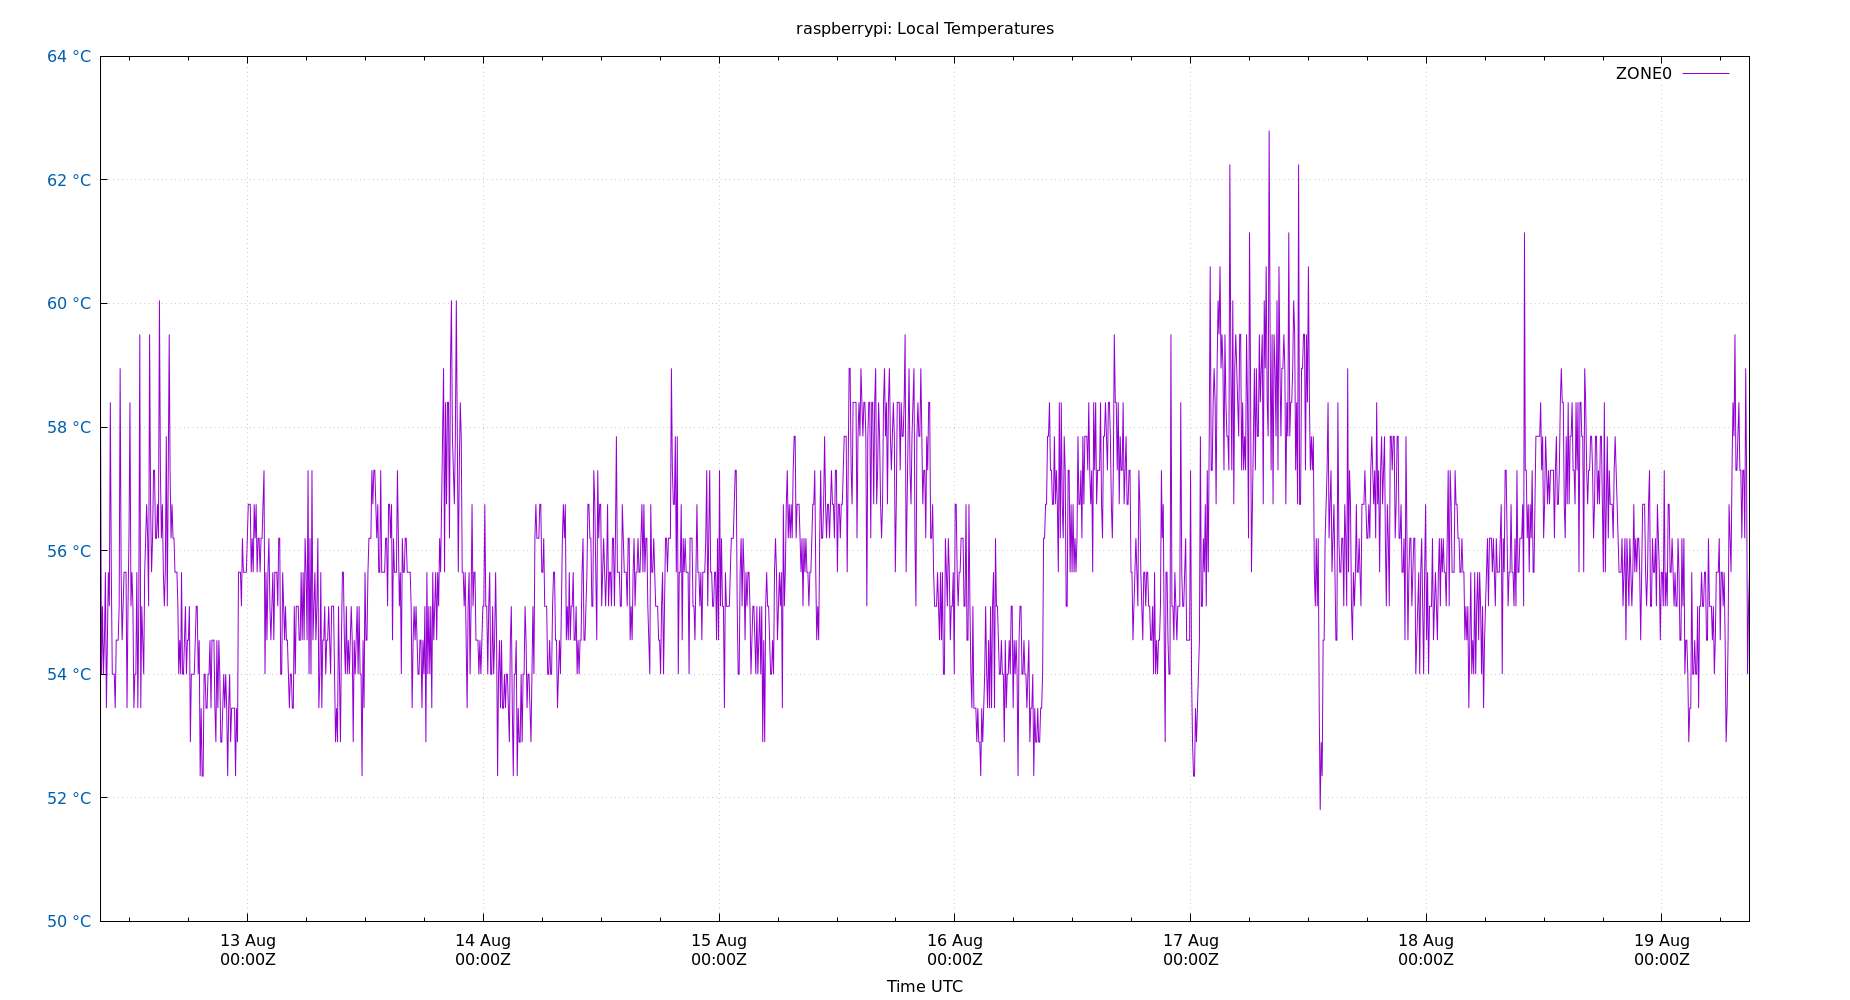 raspberrypi: Local Temperatures
64 °C
ZONE0
62 °C
60 °C
58 °C
56 °C
54 °C
52 °C
50 °C
13 Aug 14 Aug 15 Aug 16 Aug 17 Aug 18 Aug 19 Aug
00:00Z 00:00Z 00:00Z 00:00Z 00:00Z 00:00Z 00:00Z
Time UTC